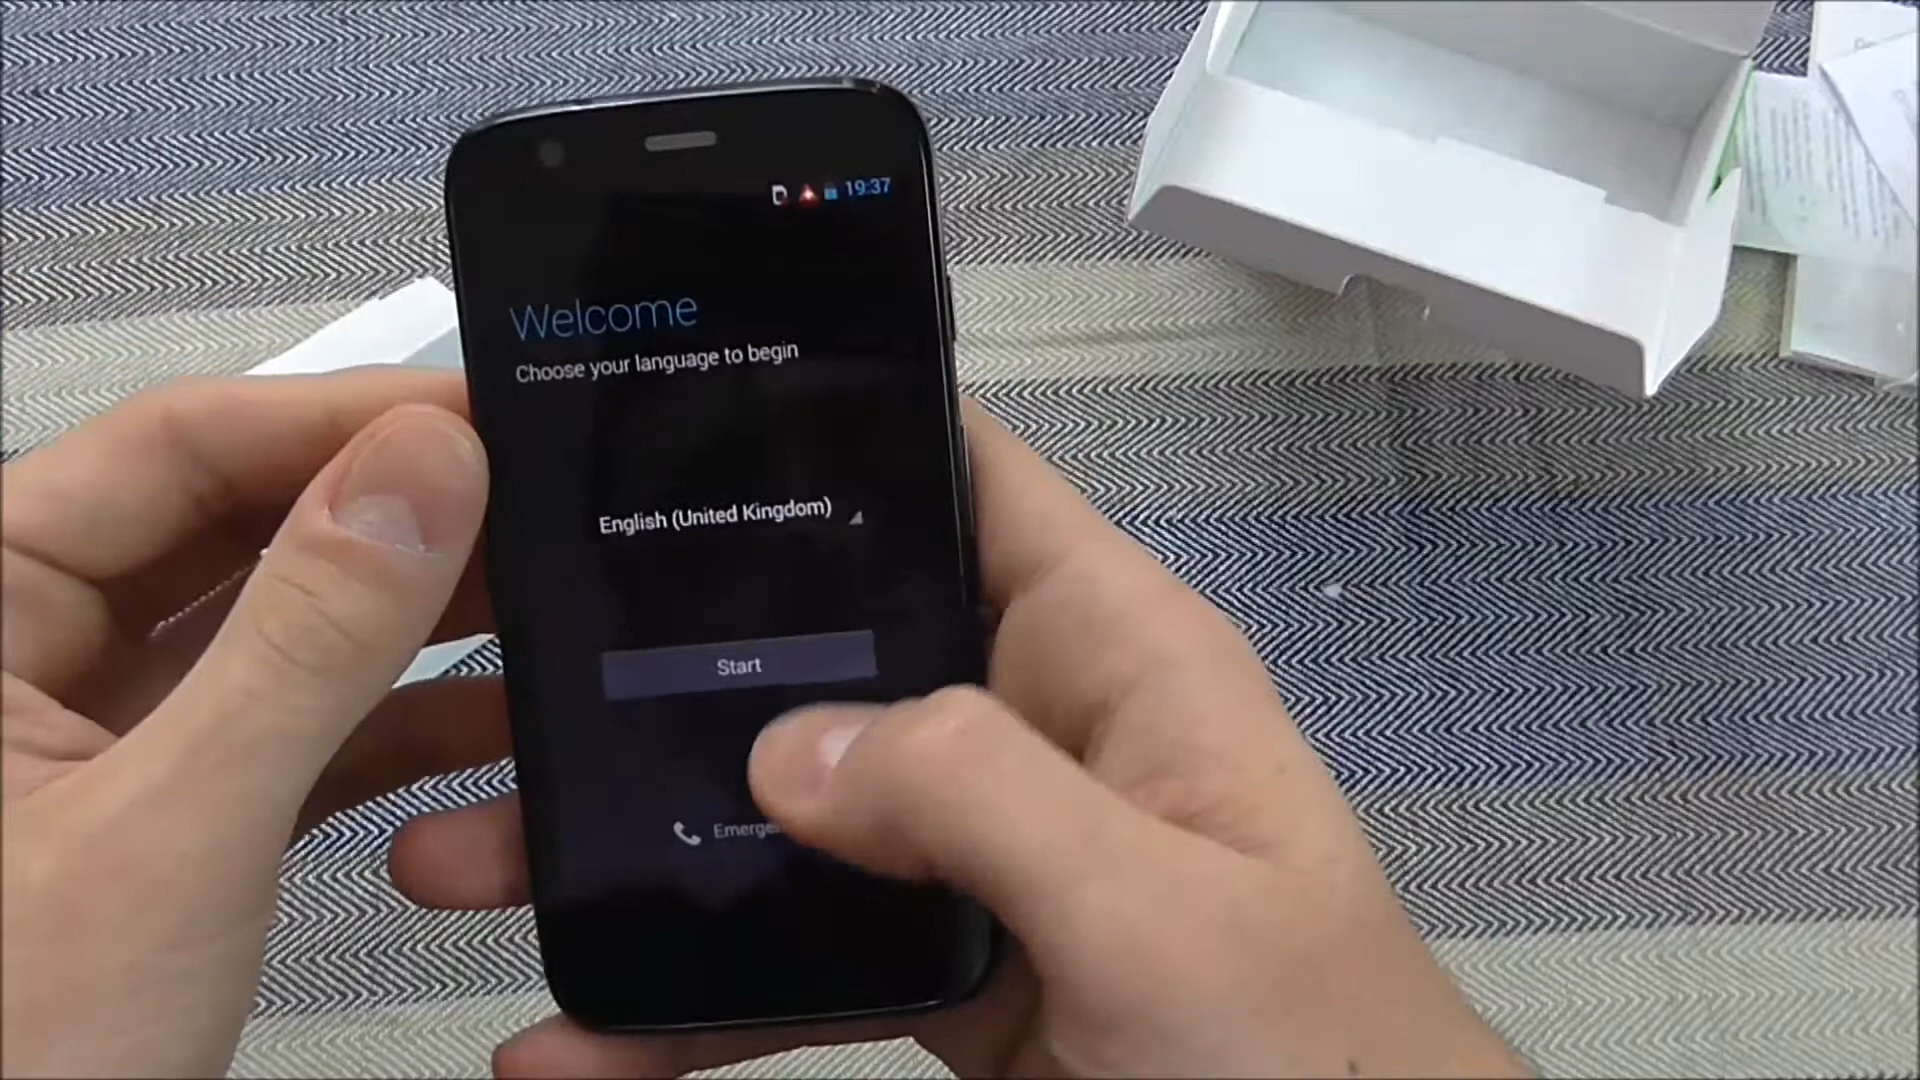 19:37
Welcome
Choose your language to begin
English (United Kingdom)
Start